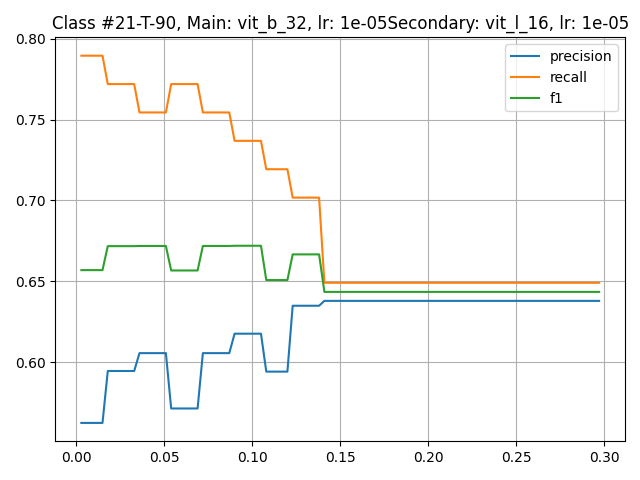 Class #21-T-90, Main: vit_b_32, lr: 1e-05Secondary: vit_l_16, lr: 1e-05
precision
recall
f1
0.80
0.75
0.70
0.65
0.60
0.00 0.05 0.10 0.15 0.20 0.25 0.30